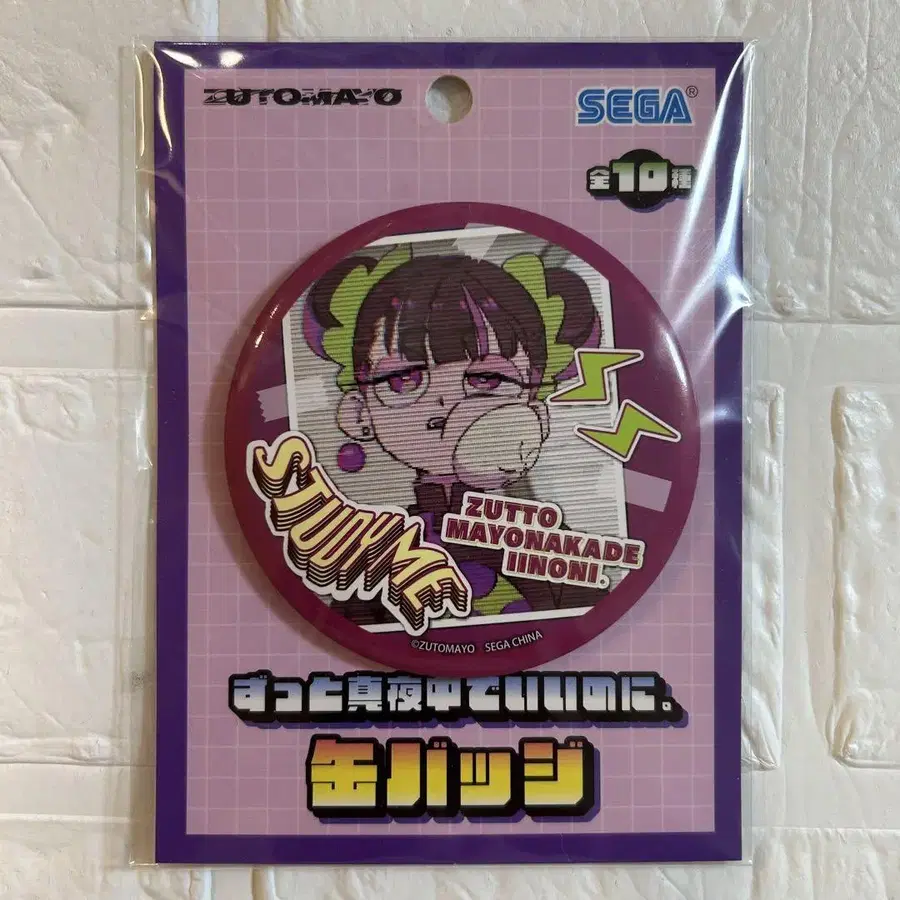 ZUTOMAYO
SEGA®
全10種
STUDY ME
ZUTTO
MAYONAKADE
IINONI.
©ZUTOMAYO SEGA CHINA
ずっと真夜中でいいのに。
缶バッジ